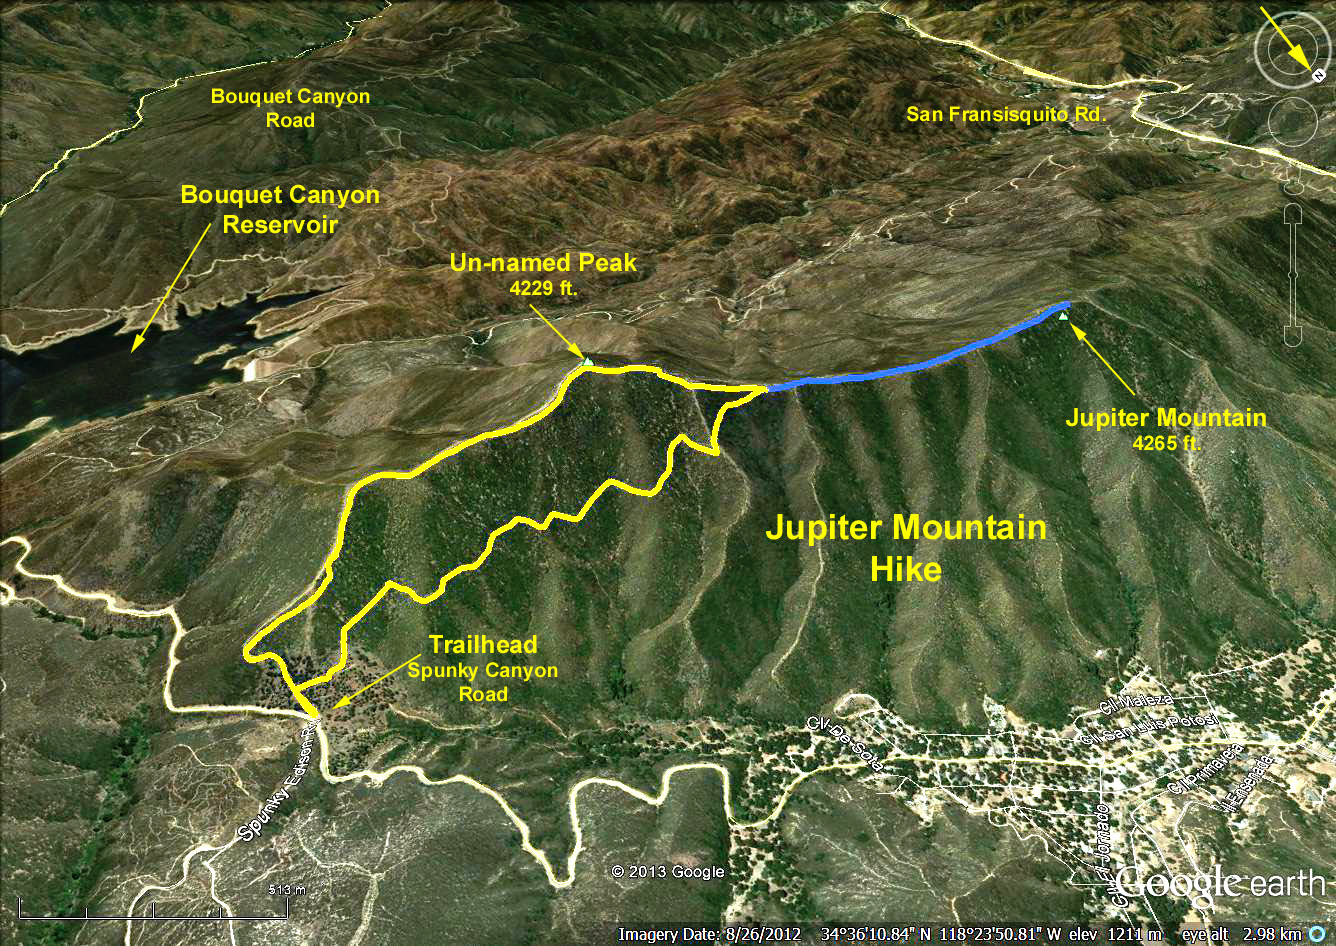 N
Bouquet Canyon
Road
San Fransisquito Rd.
Bouquet Canyon
Reservoir
Un-named Peak
4229 ft.
Jupiter Mountain
4265 ft.
Jupiter Mountain
Hike
Trailhead
Spunky Canyon
Road
Spunky Edison Rd
Cll Maleza
Cll San Luis Potosi
Cll De Sota
Cll Primavera
Cll Ensenada
Cll El Jornado
513 m
© 2013 Google
Google earth
Imagery Date: 8/26/2012 34°36'10.84" N 118°23'50.81" W elev 1211 m eye alt 2.98 km